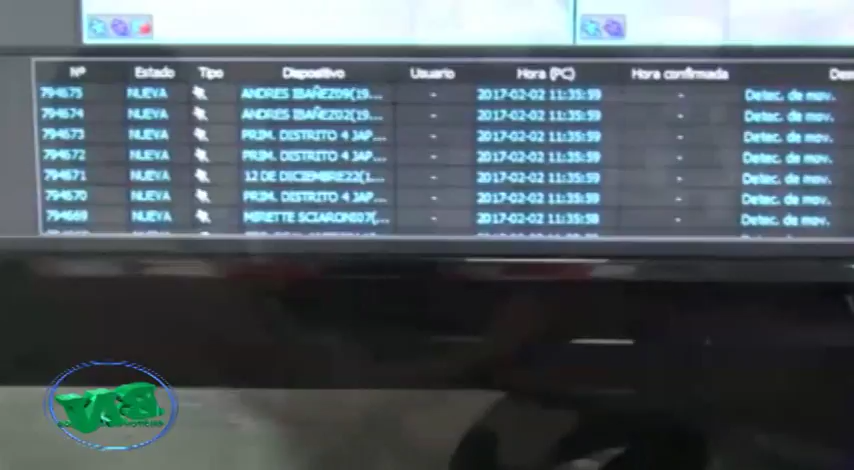 Nº Estado Tipo Dispositivo Usuario Hora (PC) Hora confirmada
794675 NUEVA ANDRES IBAÑEZ09(19.... - 2017-02-02 11:35:59 - Detec. de mov.
794674 NUEVA ANDRES IBAÑEZ02(19.... - 2017-02-02 11:35:59 - Detec. de mov.
794673 NUEVA PRIM. DISTRITO 4 JAP... - 2017-02-02 11:35:59 - Detec. de mov.
794672 NUEVA PRIM. DISTRITO 4 JAP... - 2017-02-02 11:35:59 - Detec. de mov.
794671 NUEVA 12 DE DICIEMBRE22(1... - 2017-02-02 11:35:59 - Detec. de mov.
794670 NUEVA PRIM. DISTRITO 4 JAP... - 2017-02-02 11:35:59 - Detec. de mov.
794669 NUEVA MIRETTE SCIARONI07(... - 2017-02-02 11:35:58 - Detec. de mov.